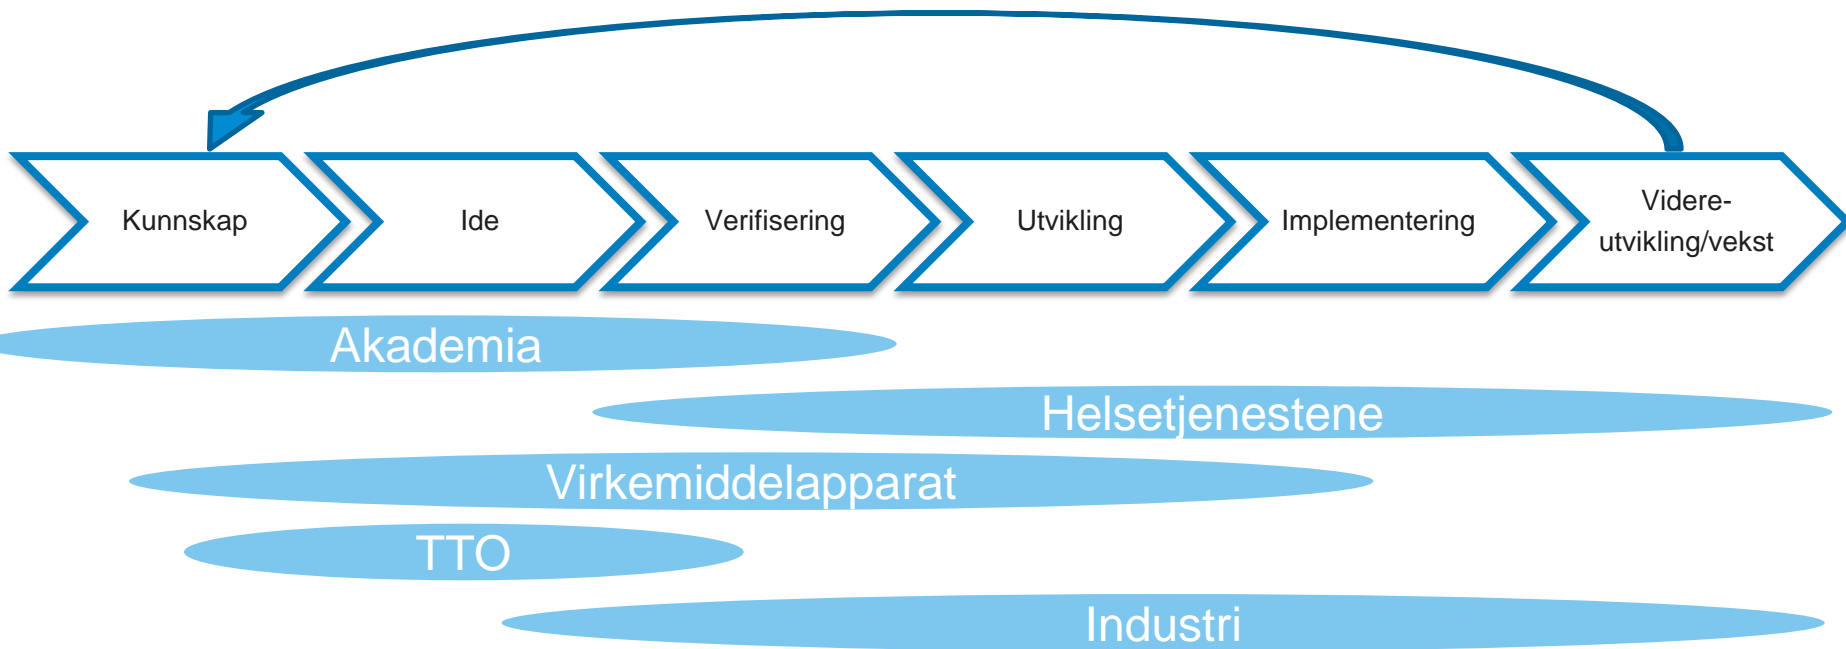 Kunnskap
Ide
Verifisering
Utvikling
Implementering
Videre-
utvikling/vekst
Akademia
Helsetjenestene
Virkemiddelapparat
TTO
Industri